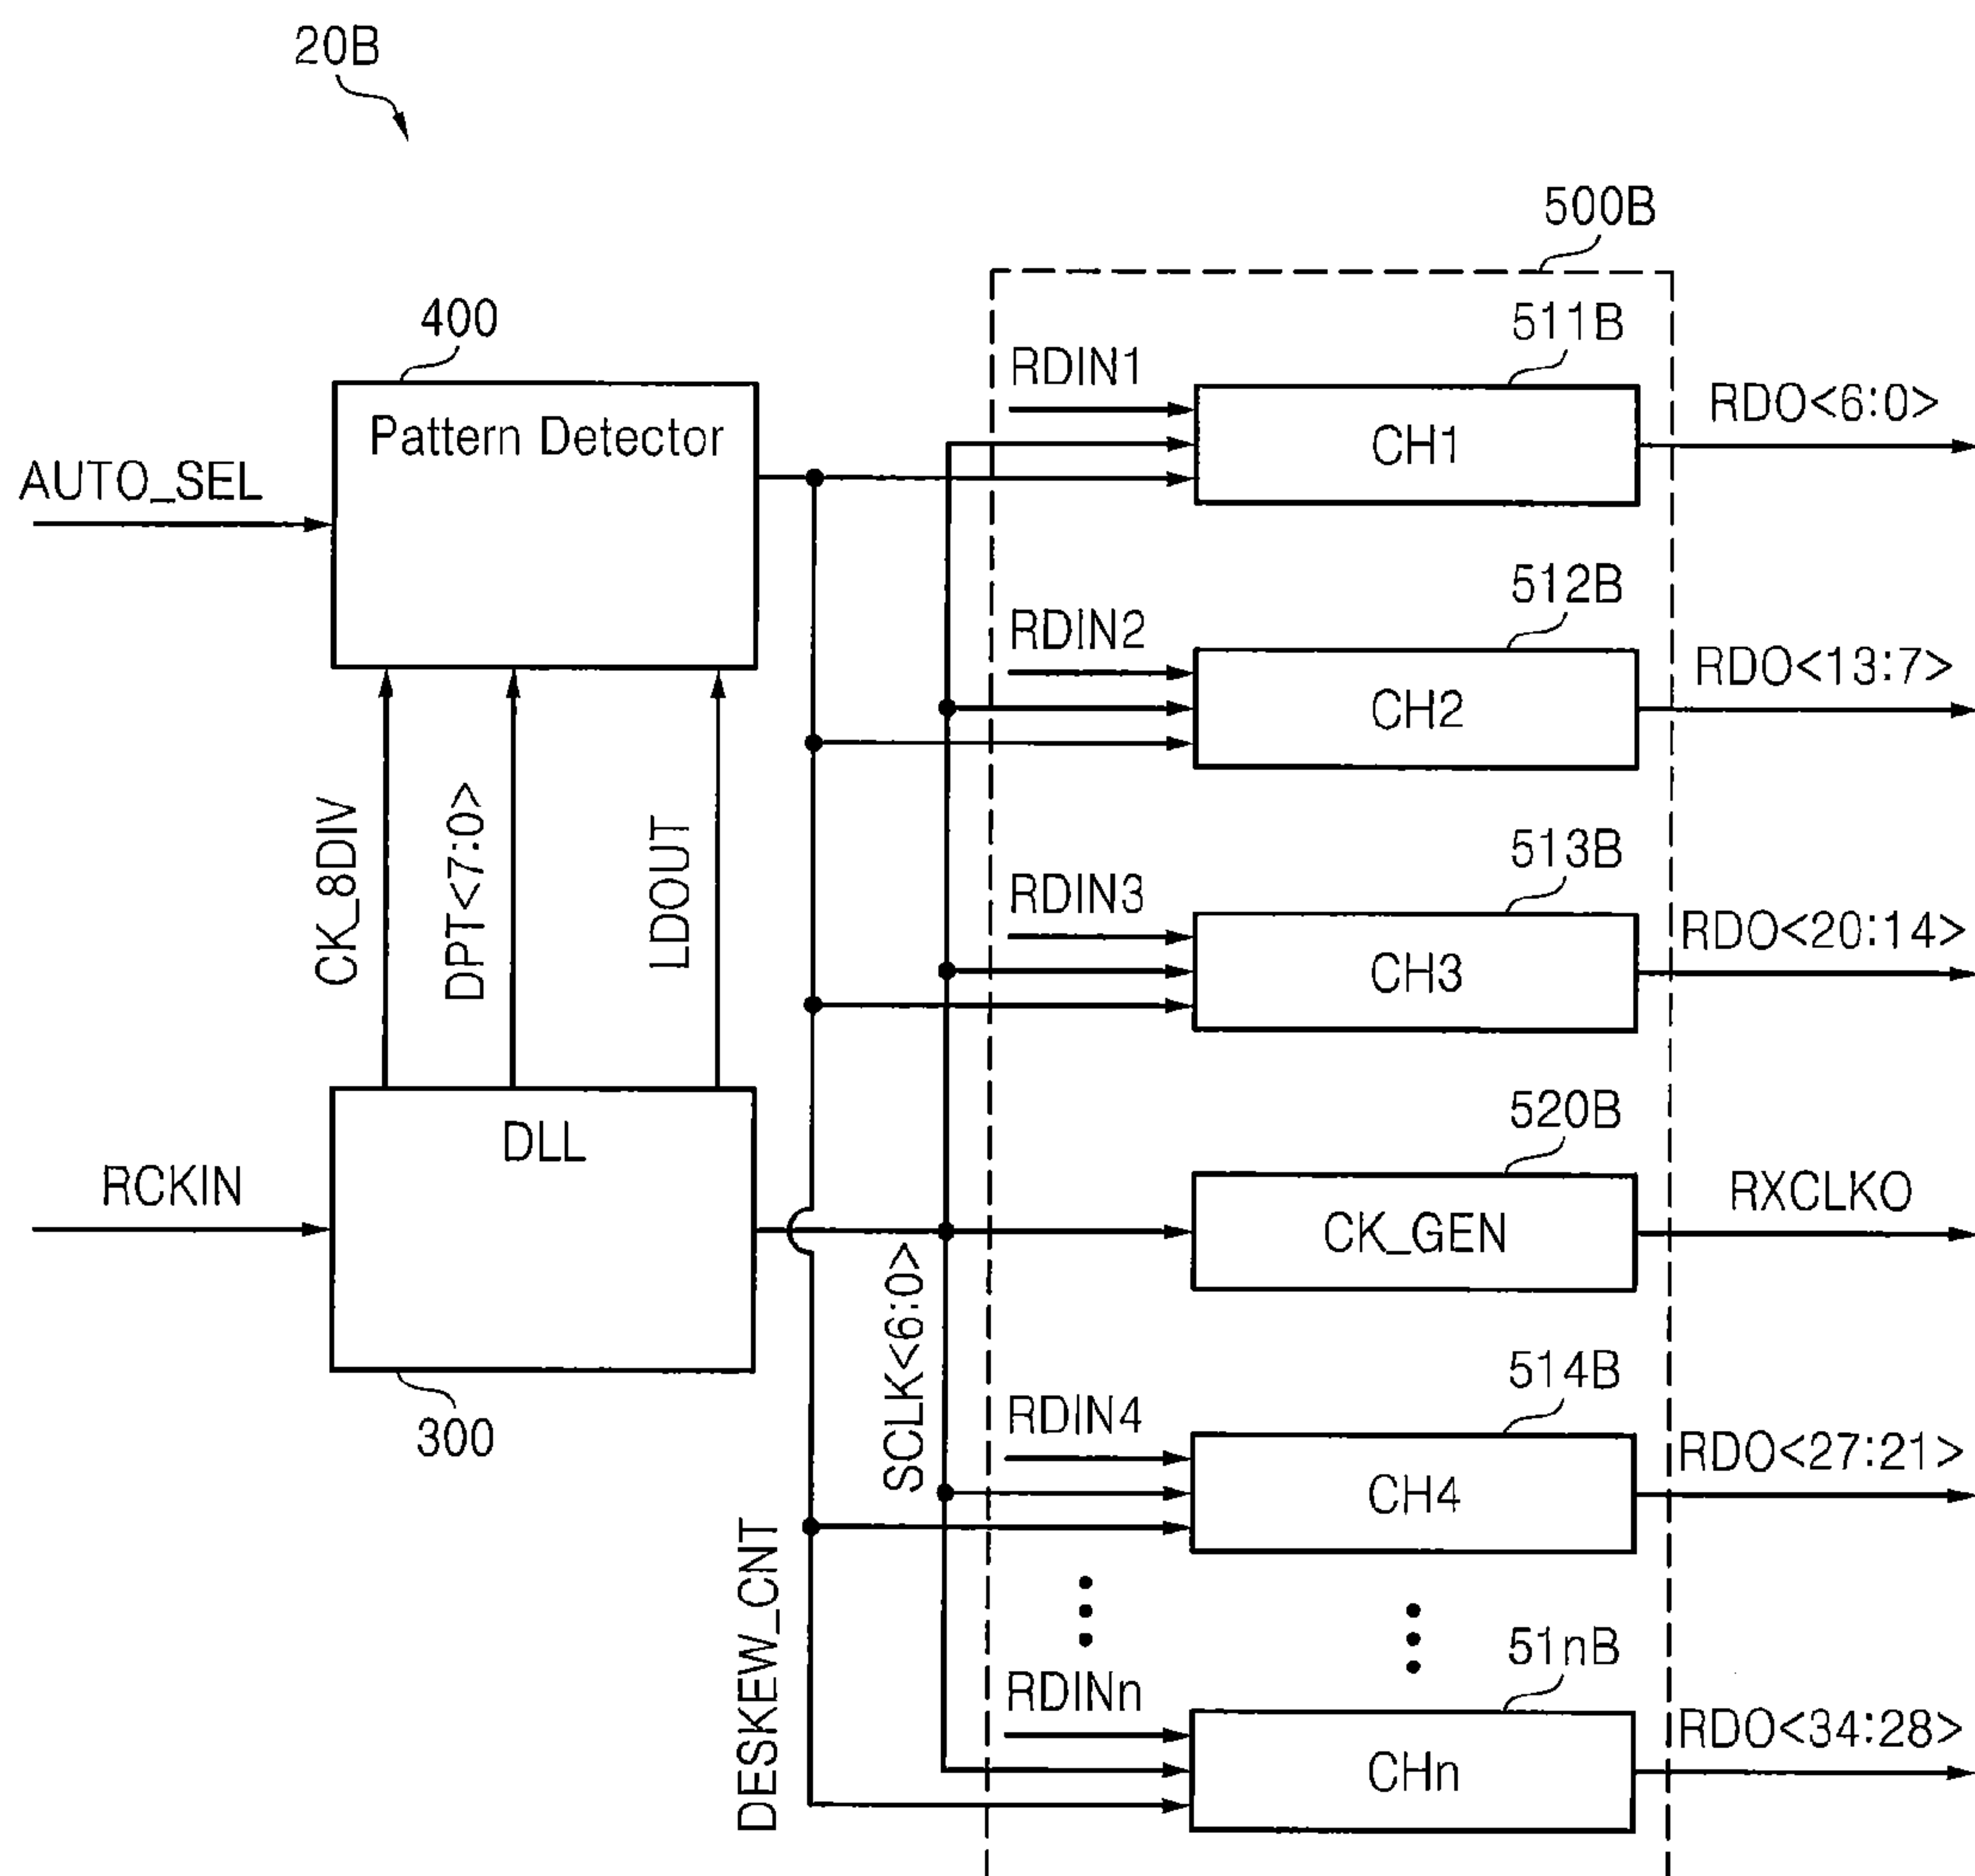 20B
500B
400
511B
RDIN1
RDO<6:0>
Pattern Detector
CH1
AUTO_SEL
512B
RDIN2
RDO<13:7>
CH2
CK_8DIV
DPT<7:0>
LDOUT
513B
RDIN3
RDO<20:14>
CH3
520B
DLL
RCKIN
RXCLKO
CK_GEN
SCLK<6:0>
514B
RDIN4
300
RDO<27:21>
CH4
DESKEW_CNT
51nB
RDINn
RDO<34:28>
CHn